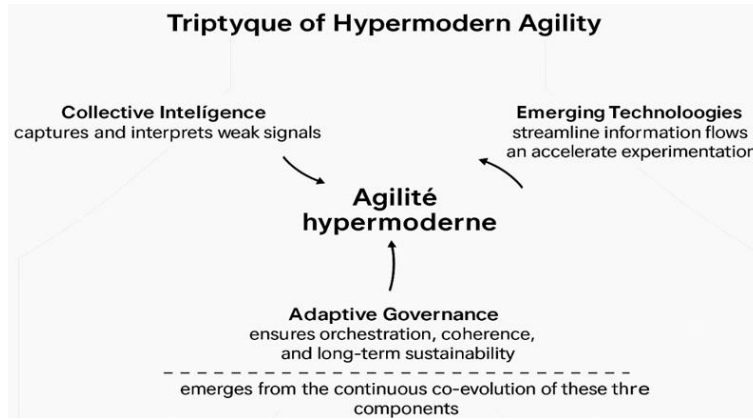 Triptyque of Hypermodern Agility
Collective Intelígence
captures and interprets weak signals
Emerging Technoloogies
streamline information flows
an accelerate experimentation
Agilité
hypermoderne
Adaptive Governance
ensures orchestration, coherence,
and long-term sustainability
emerges from the continuous co-evolution of these thre
components